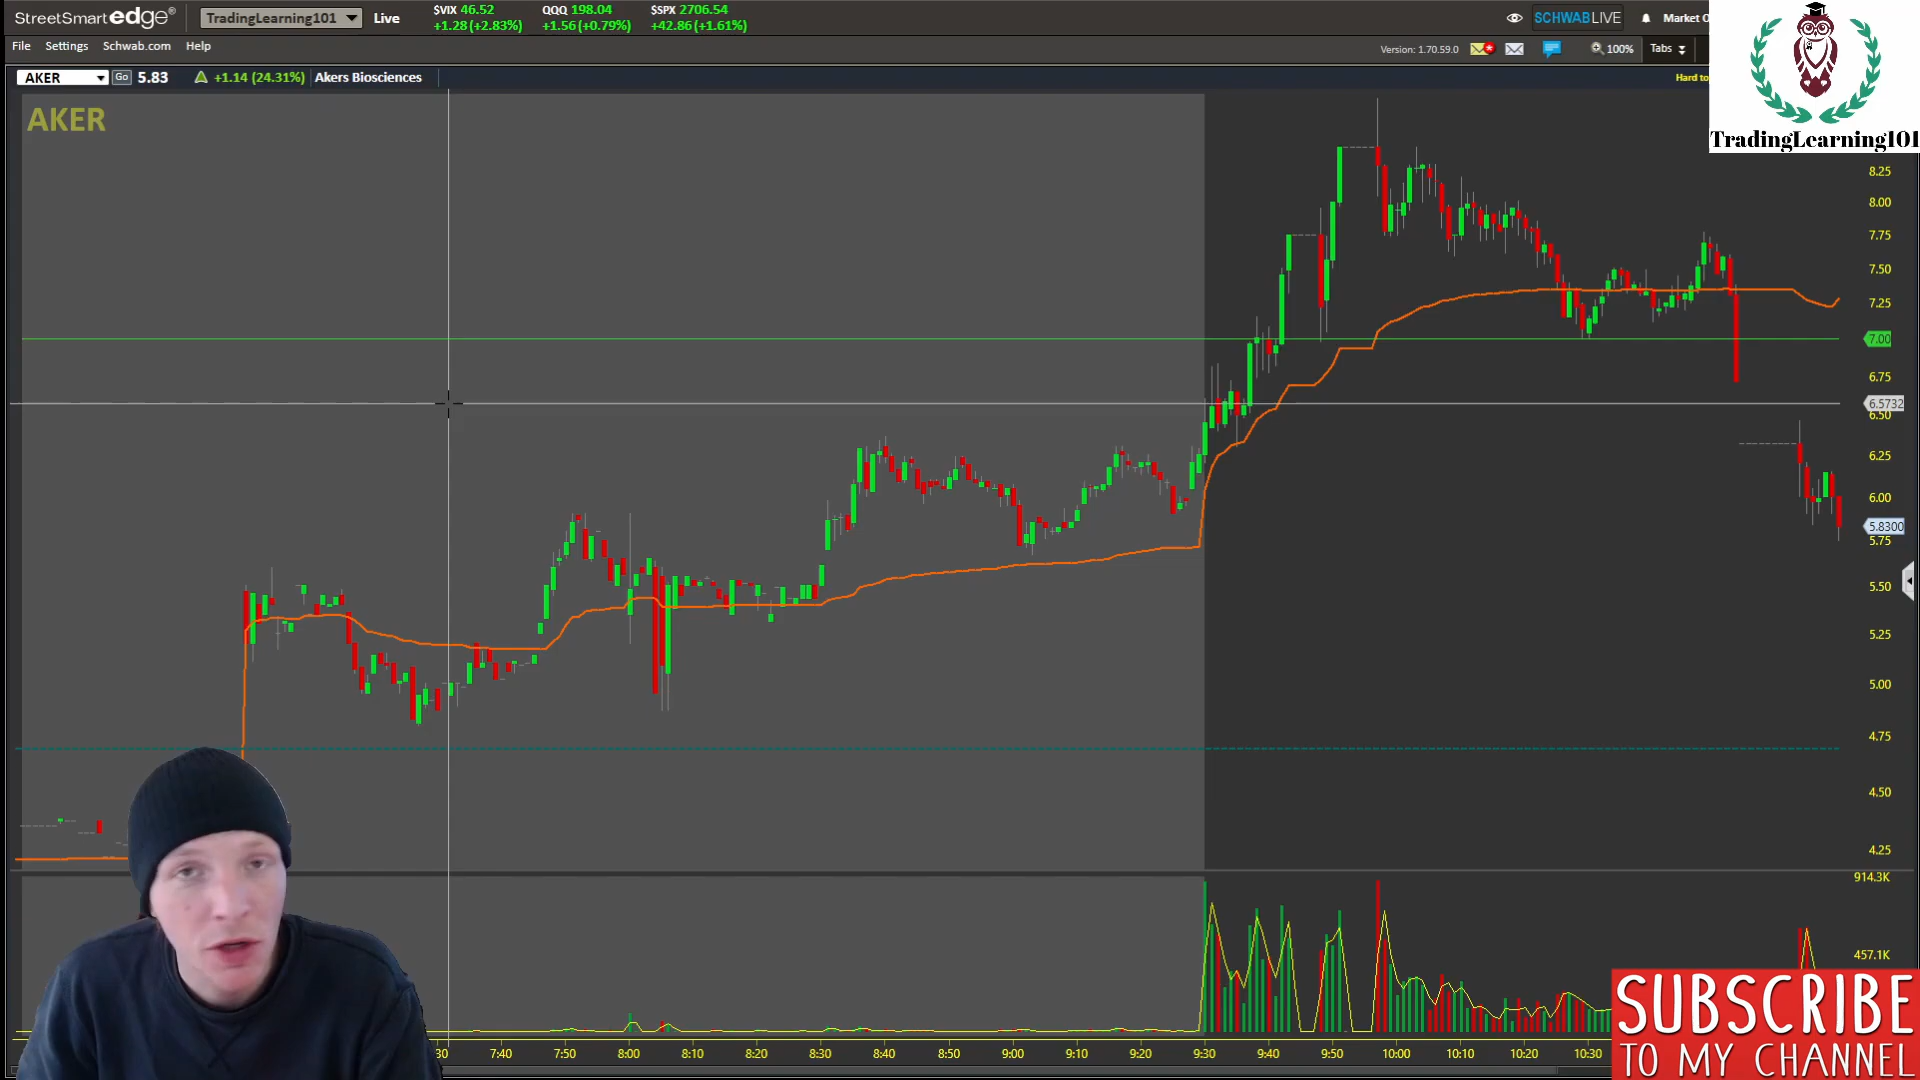 StreetSmart edge® TradingLearning101 Live $VIX 46.52 QQQ 198.04 $SPX 2706.54 SCHWABLIVE Market O
+1.28 (+2.83%) +1.56 (+0.79%) +42.86 (+1.61%)
File Settings Schwab.com Help Version: 1.70.59.0 100% Tabs
AKER Go 5.83 +1.14 (24.31%) Akers Biosciences Hard to
AKER
TradingLearning101
8.25
8.00
7.75
7.50
7.25
7.00
6.75
6.5732
6.50
6.25
6.00
5.8300
5.75
5.50
5.25
5.00
4.75
4.50
4.25
914.3K
457.1K
:30 7:40 7:50 8:00 8:10 8:20 8:30 8:40 8:50 9:00 9:10 9:20 9:30 9:40 9:50 10:00 10:10 10:20 10:30
SUBSCRIBE
TO MY CHANNEL